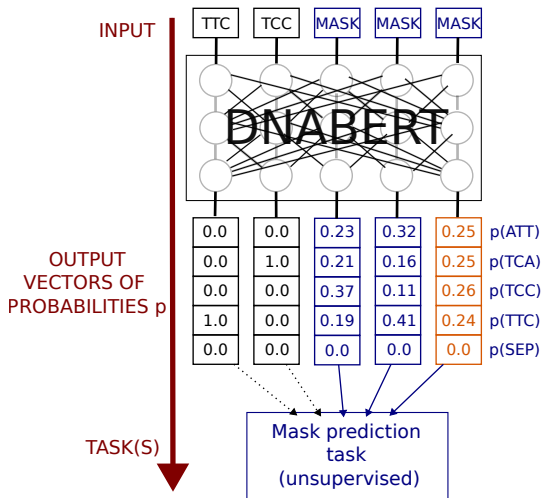 INPUT
TTC TCC MASK MASK MASK
DNABERT
0.0 0.0 0.23 0.32 0.25 p(ATT)
0.0 1.0 0.21 0.16 0.25 p(TCA)
0.0 0.0 0.37 0.11 0.26 p(TCC)
1.0 0.0 0.19 0.41 0.24 p(TTC)
0.0 0.0 0.0 0.0 0.0 p(SEP)
OUTPUT
VECTORS OF
PROBABILITIES p
TASK(S)
Mask prediction
task
(unsupervised)